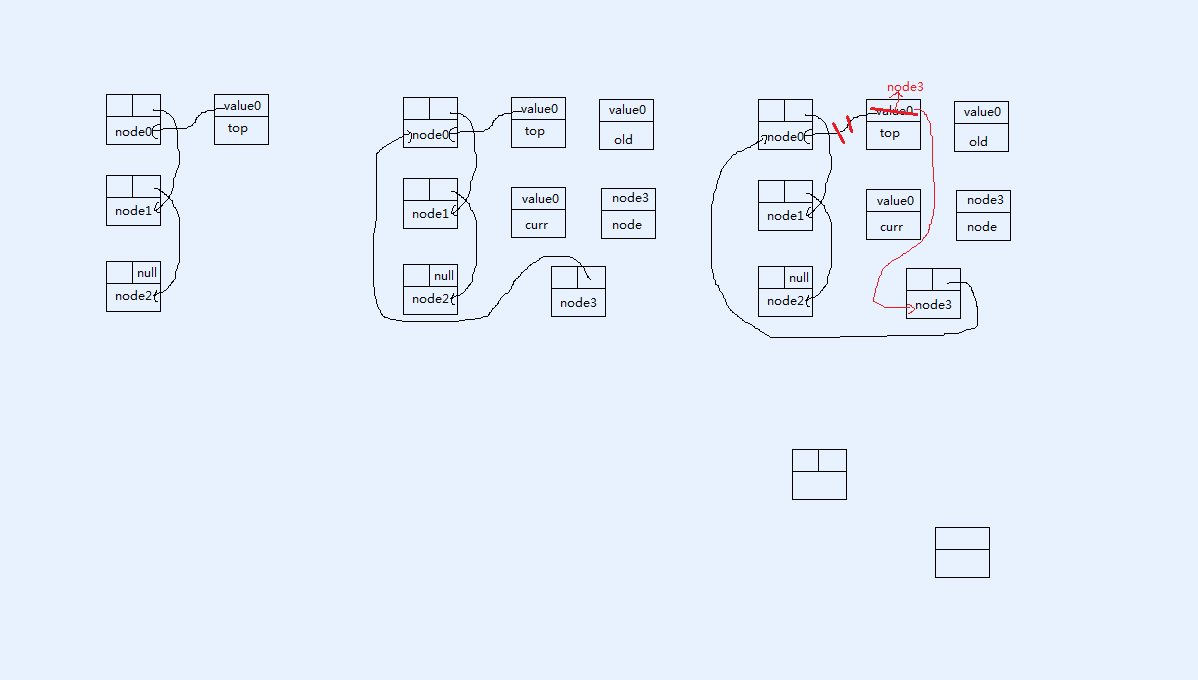 value0
node0
top
node1
null
node2
value0
value0
node0
top
old
node1
value0
node3
curr
node
null
node2
node3
node3
value0
value0
node0
top
old
node1
value0
node3
curr
node
null
node2
node3